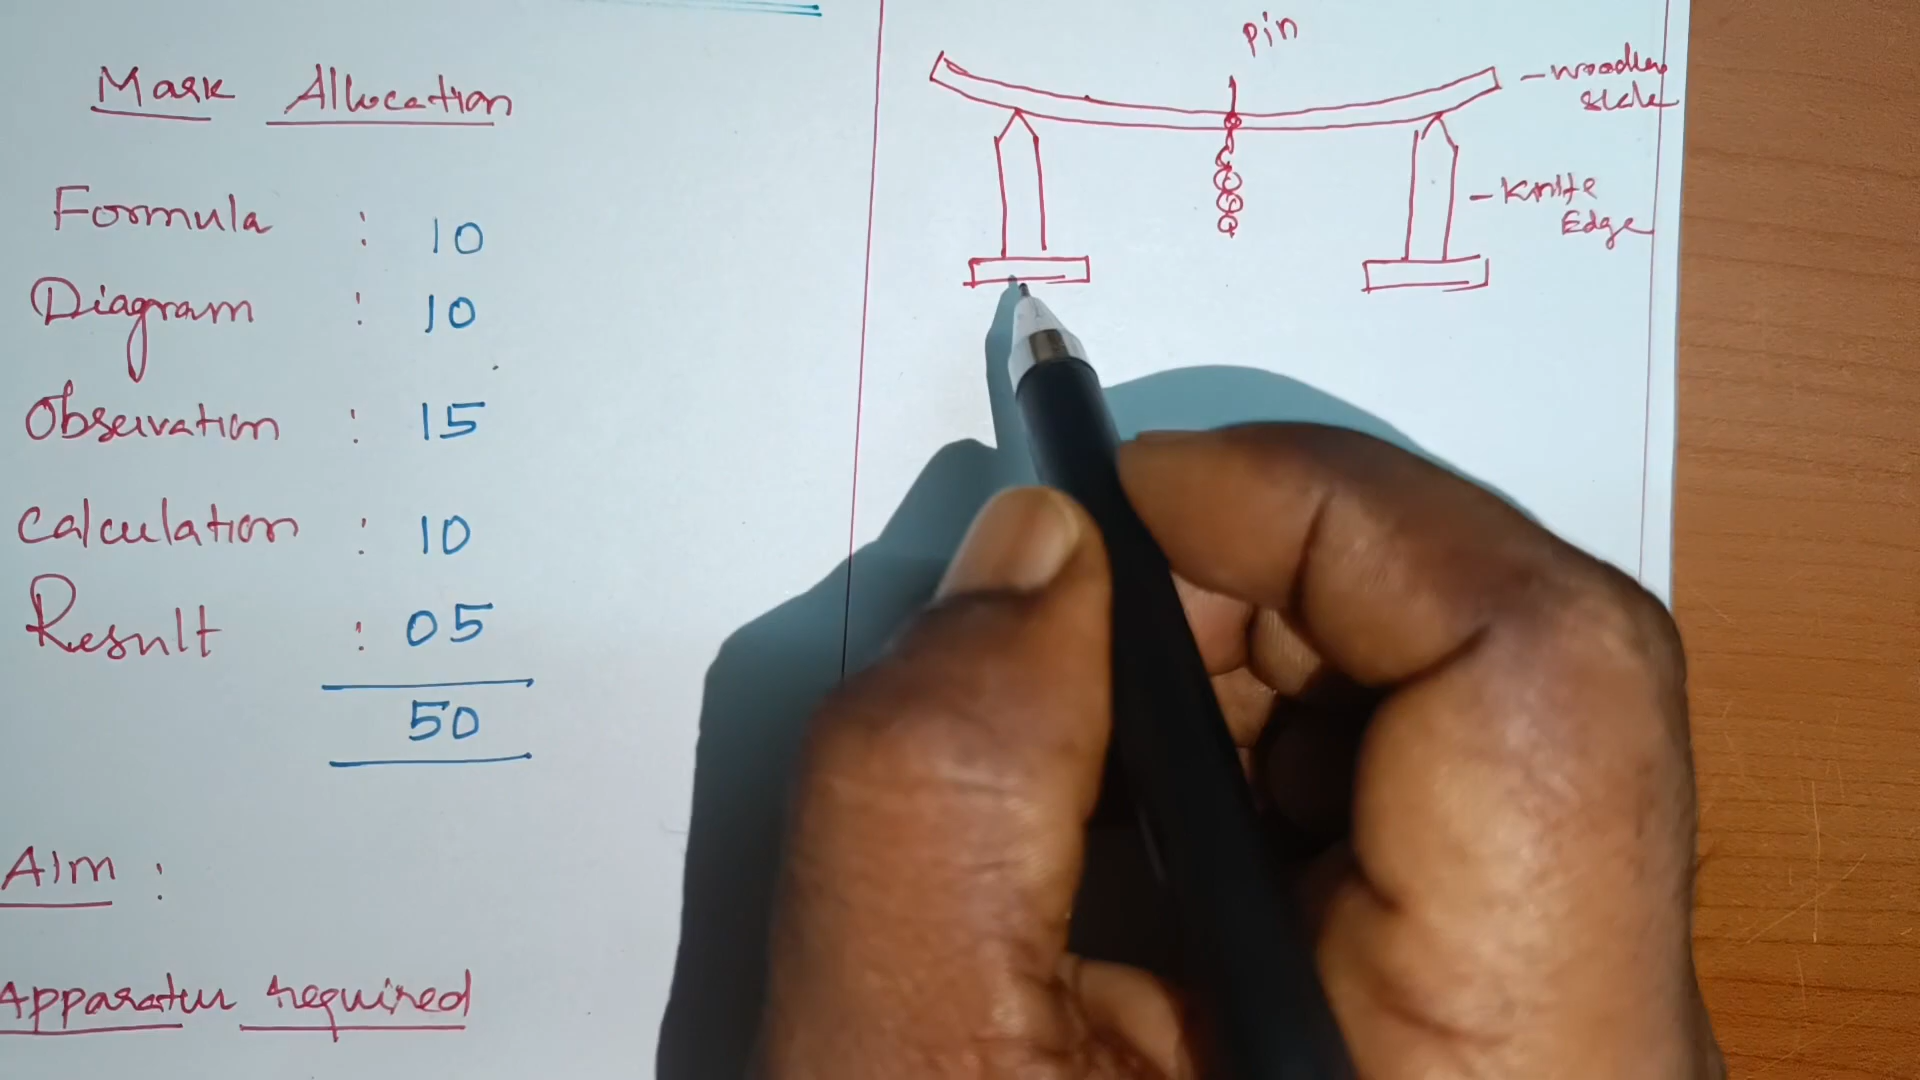 Mark Allocation
Formula : 10
Diagram : 10
Observation : 15
Calculation : 10
Result : 05
50
Aim :
Apparatus required
Pin
- Wooden
Scale
- Knife
Edge